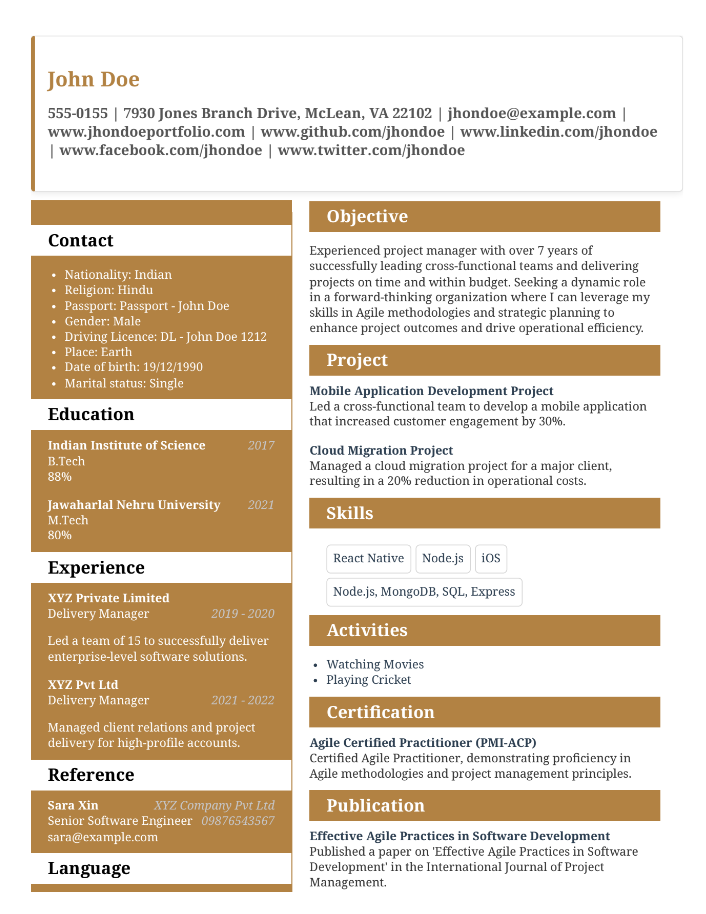 John Doe
555-0155 | 7930 Jones Branch Drive, McLean, VA 22102 | jhondoe@example.com |
www.jhondoeportfolio.com | www.github.com/jhondoe | www.linkedin.com/jhondoe
| www.facebook.com/jhondoe | www.twitter.com/jhondoe
Contact
• Nationality: Indian
• Religion: Hindu
• Passport: Passport - John Doe
• Gender: Male
• Driving Licence: DL - John Doe 1212
• Place: Earth
• Date of birth: 19/12/1990
• Marital status: Single
Education
Indian Institute of Science 2017
B.Tech
88%
Jawaharlal Nehru University 2021
M.Tech
80%
Experience
XYZ Private Limited
Delivery Manager 2019 - 2020
Led a team of 15 to successfully deliver
enterprise-level software solutions.
XYZ Pvt Ltd
Delivery Manager 2021 - 2022
Managed client relations and project
delivery for high-profile accounts.
Reference
Sara Xin XYZ Company Pvt Ltd
Senior Software Engineer 09876543567
sara@example.com
Language
Objective
Experienced project manager with over 7 years of
successfully leading cross-functional teams and delivering
projects on time and within budget. Seeking a dynamic role
in a forward-thinking organization where I can leverage my
skills in Agile methodologies and strategic planning to
enhance project outcomes and drive operational efficiency.
Project
Mobile Application Development Project
Led a cross-functional team to develop a mobile application
that increased customer engagement by 30%.
Cloud Migration Project
Managed a cloud migration project for a major client,
resulting in a 20% reduction in operational costs.
Skills
React Native Node.js iOS
Node.js, MongoDB, SQL, Express
Activities
• Watching Movies
• Playing Cricket
Certification
Agile Certified Practitioner (PMI-ACP)
Certified Agile Practitioner, demonstrating proficiency in
Agile methodologies and project management principles.
Publication
Effective Agile Practices in Software Development
Published a paper on 'Effective Agile Practices in Software
Development' in the International Journal of Project
Management.